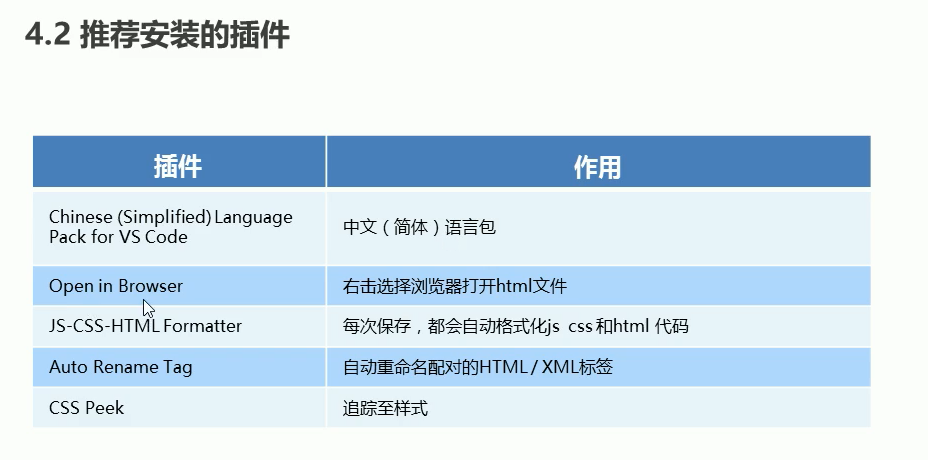 4.2 推荐安装的插件
插件
作用
Chinese (Simplified) Language
Pack for VS Code
中文（简体）语言包
Open in Browser
右击选择浏览器打开html文件
JS-CSS-HTML Formatter
每次保存，都会自动格式化js css和html 代码
Auto Rename Tag
自动重命名配对的HTML / XML标签
CSS Peek
追踪至样式